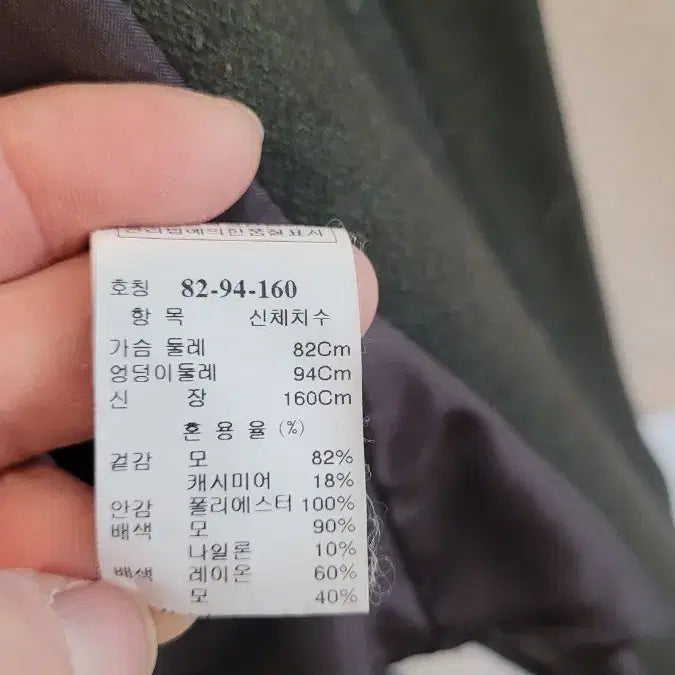 호칭 82-94-160
항 목 신체치수
가슴 둘레 82Cm
엉덩이둘레 94Cm
신 장 160Cm
혼 용 율 (%)
겉감 모 82%
캐시미어 18%
안감 폴리에스터 100%
배색 모 90%
나일론 10%
배색 레이온 60%
모 40%